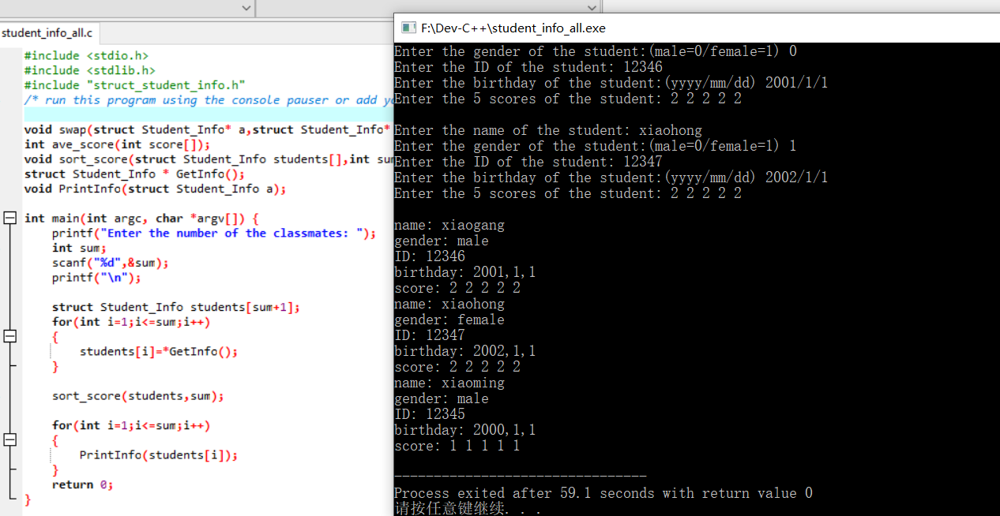 student_info_all.c
#include <stdio.h>
#include <stdlib.h>
#include "struct_student_info.h"
/* run this program using the console pauser or add
void swap(struct Student_Info* a,struct Student_Info*
int ave_score(int score[]);
void sort_score(struct Student_Info students[],int
struct Student_Info * GetInfo();
void PrintInfo(struct Student_Info a);
int main(int argc, char *argv[]) {
printf("Enter the number of the classmates: ");
int sum;
scanf("%d",&sum);
printf("\n");
struct Student_Info students[sum+1];
for(int i=1;i<=sum;i++)
{
students[i]=*GetInfo();
}
sort_score(students,sum);
for(int i=1;i<=sum;i++)
{
PrintInfo(students[i]);
}
return 0;
}
F:\Dev-C++\student_info_all.exe
Enter the gender of the student:(male=0/female=1) 0
Enter the ID of the student: 12346
Enter the birthday of the student:(yyyy/mm/dd) 2001/1/1
Enter the 5 scores of the student: 2 2 2 2 2
Enter the name of the student: xiaohong
Enter the gender of the student:(male=0/female=1) 1
Enter the ID of the student: 12347
Enter the birthday of the student:(yyyy/mm/dd) 2002/1/1
Enter the 5 scores of the student: 2 2 2 2 2
name: xiaogang
gender: male
ID: 12346
birthday: 2001,1,1
score: 2 2 2 2 2
name: xiaohong
gender: female
ID: 12347
birthday: 2002,1,1
score: 2 2 2 2 2
name: xiaoming
gender: male
ID: 12345
birthday: 2000,1,1
score: 1 1 1 1 1
--------------------------------
Process exited after 59.1 seconds with return value 0
请按任意键继续. . .